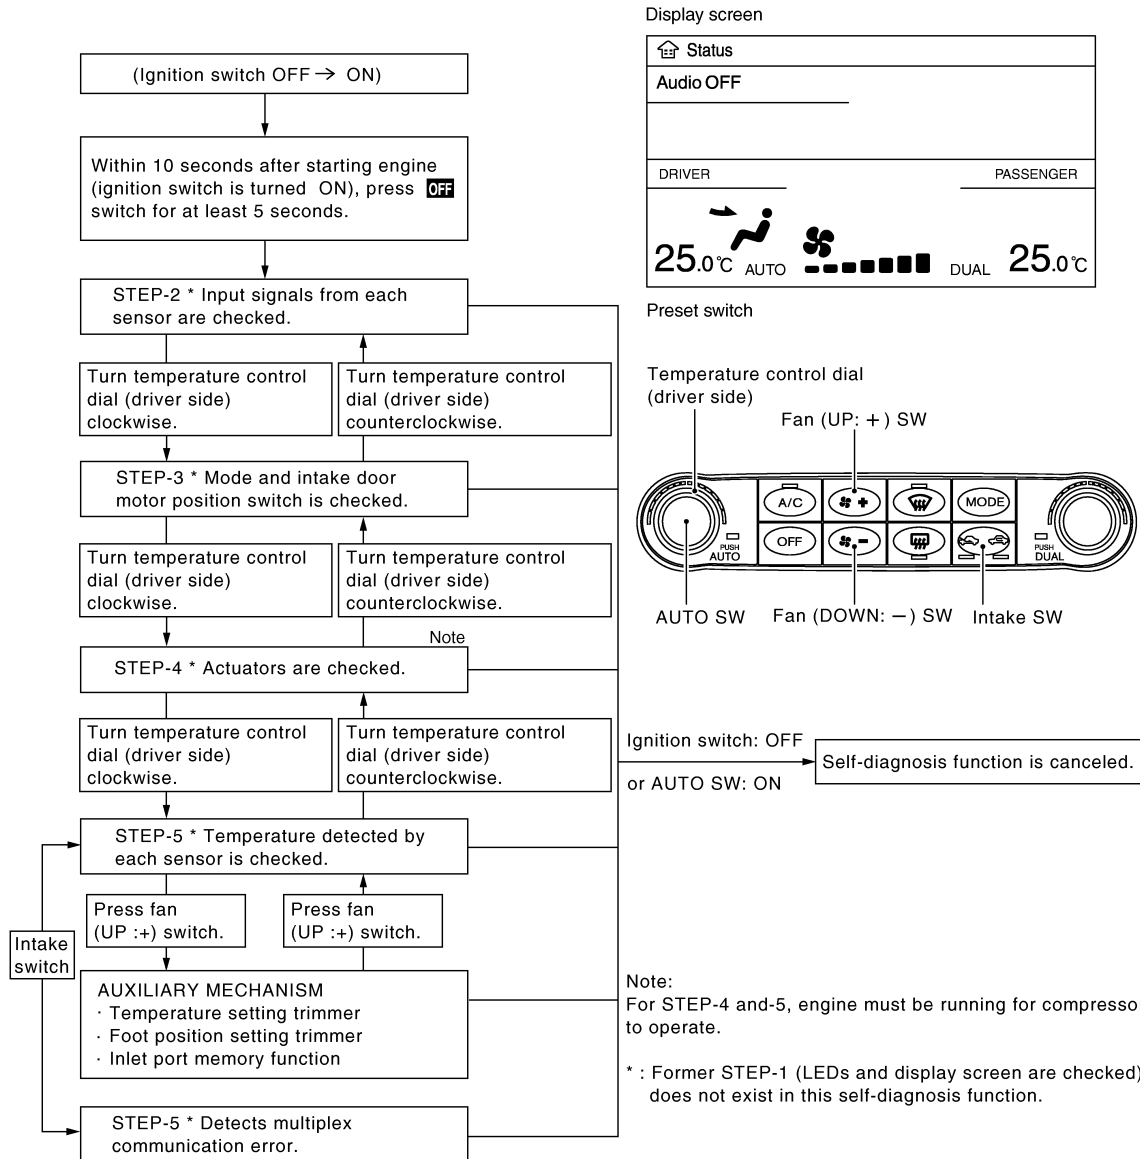 (Ignition switch OFF → ON)
Within 10 seconds after starting engine
(ignition switch is turned ON), press OFF
switch for at least 5 seconds.
STEP-2 * Input signals from each
sensor are checked.
Turn temperature control
dial (driver side)
clockwise.
Turn temperature control
dial (driver side)
counterclockwise.
STEP-3 * Mode and intake door
motor position switch is checked.
Turn temperature control
dial (driver side)
clockwise.
Turn temperature control
dial (driver side)
counterclockwise.
Note
STEP-4 * Actuators are checked.
Turn temperature control
dial (driver side)
clockwise.
Turn temperature control
dial (driver side)
counterclockwise.
STEP-5 * Temperature detected by
each sensor is checked.
Press fan
(UP :+) switch.
Press fan
(UP :+) switch.
Intake
switch
AUXILIARY MECHANISM
· Temperature setting trimmer
· Foot position setting trimmer
· Inlet port memory function
STEP-5 * Detects multiplex
communication error.
Display screen
Status
Audio OFF
DRIVER
PASSENGER
25.0°C AUTO
DUAL 25.0°C
Preset switch
Temperature control dial
(driver side)
Fan (UP: +) SW
A/C
+
MODE
OFF
−
PUSH
AUTO
PUSH
DUAL
AUTO SW
Fan (DOWN: −) SW
Intake SW
Ignition switch: OFF
or AUTO SW: ON
Self-diagnosis function is canceled.
Note:
For STEP-4 and-5, engine must be running for compresso
to operate.
* : Former STEP-1 (LEDs and display screen are checked)
does not exist in this self-diagnosis function.